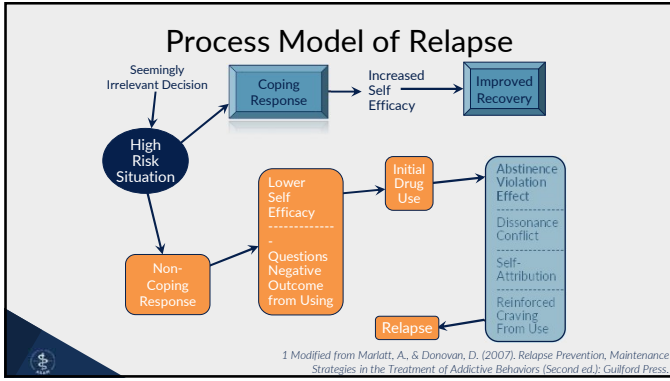 Process Model of Relapse
Seemingly
Irrelevant Decision
Coping
Response
Increased
Self
Efficacy
Improved
Recovery
High
Risk
Situation
Lower
Self
Efficacy
-------------
-
Questions
Negative
Outcome
from Using
Initial
Drug
Use
Abstinence
Violation
Effect
-------------
Dissonance
Conflict
-------------
Self-
Attribution
-------------
Reinforced
Craving
From Use
Non-
Coping
Response
Relapse
1 Modified from Marlatt, A., & Donovan, D. (2007). Relapse Prevention, Maintenance
Strategies in the Treatment of Addictive Behaviors (Second ed.): Guilford Press.